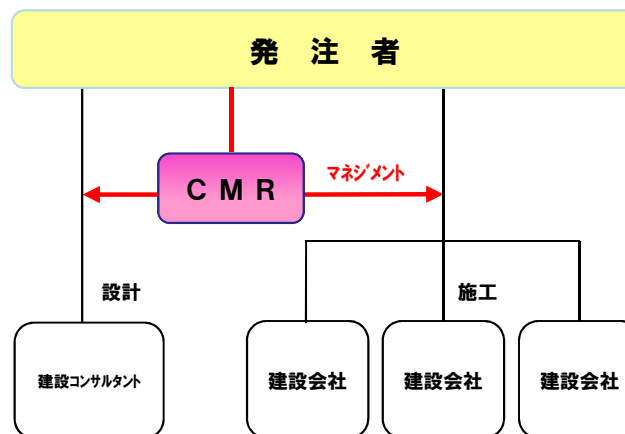 発 注 者
マネジメント
C M R
設計
施工
建設コンサルタント
建設会社
建設会社
建設会社